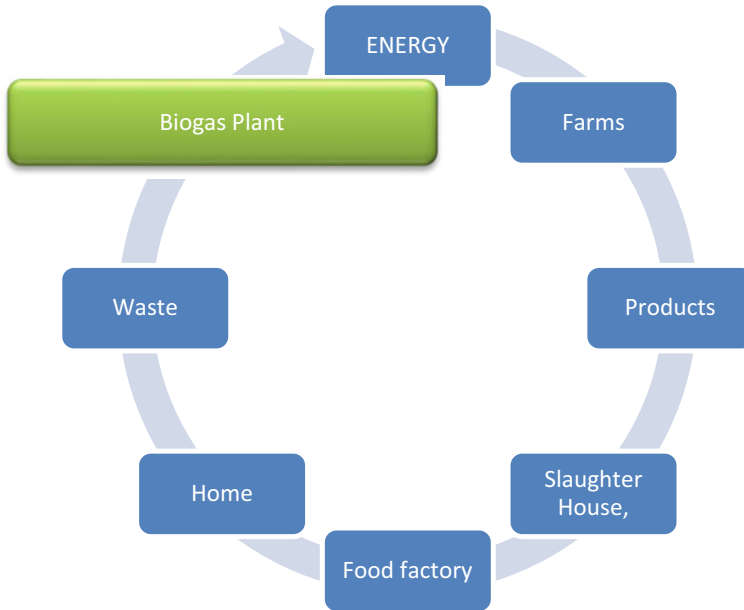 ENERGY
Farms
Products
Slaughter
House,
Food factory
Home
Waste
Biogas Plant